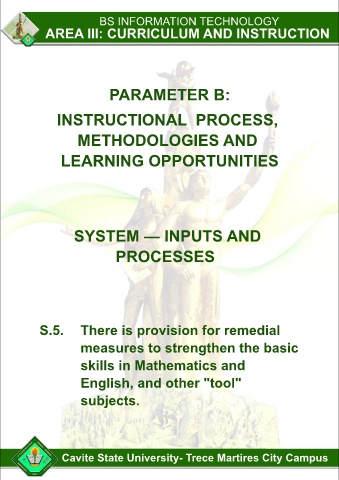 BS INFORMATION TECHNOLOGY
AREA III: CURRICULUM AND INSTRUCTION
PARAMETER B:
INSTRUCTIONAL PROCESS,
METHODOLOGIES AND
LEARNING OPPORTUNITIES
SYSTEM — INPUTS AND
PROCESSES
S.5. There is provision for remedial
measures to strengthen the basic
skills in Mathematics and
English, and other "tool"
subjects.
Cavite State University- Trece Martires City Campus